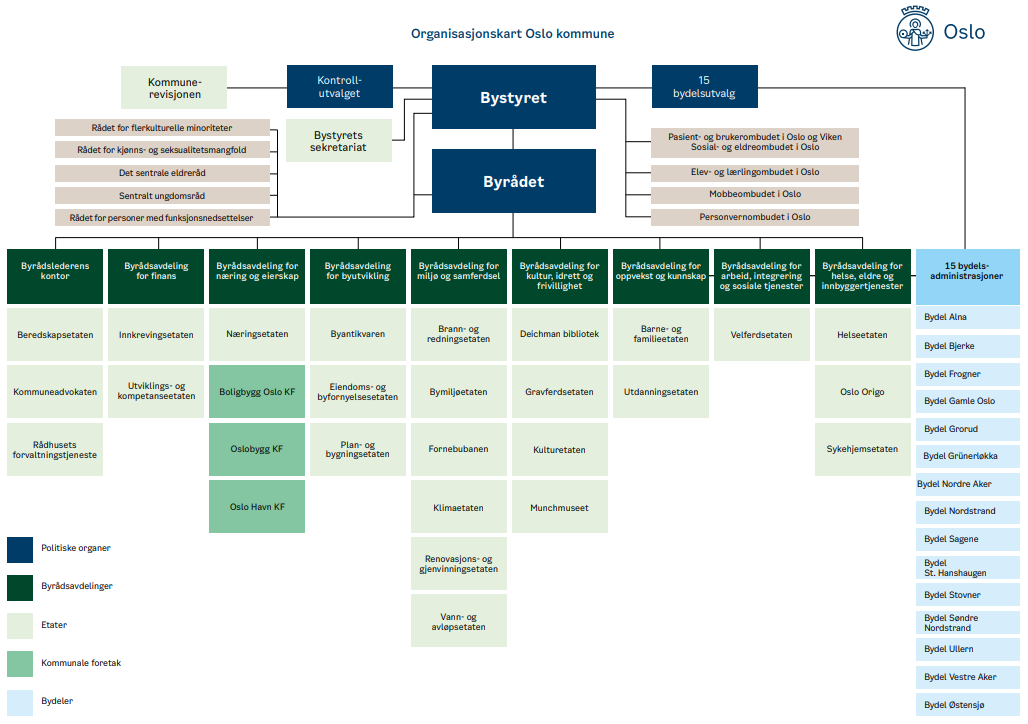 Organisasjonskart Oslo kommune
Oslo
Kommune-
revisjonen
Kontroll-
utvalget
Bystyret
15
bydelsutvalg
Rådet for flerkulturelle minoriteter
Rådet for kjønns- og seksualitetsmangfold
Det sentrale eldreråd
Sentralt ungdomsråd
Rådet for personer med funksjonsnedsettelser
Bystyrets
sekretariat
Byrådet
Pasient- og brukerombudet i Oslo og Viken
Sosial- og eldreombudet i Oslo
Elev- og lærlingombudet i Oslo
Mobbeombudet i Oslo
Personvernombudet i Oslo
Byrådslederens
kontor
Beredskapsetaten
Kommuneadvokaten
Rådhusets
forvaltningstjeneste
Byrådsavdeling
for finans
Innkrevingsetaten
Utviklings- og
kompetanseetaten
Byrådsavdeling for
næring og eierskap
Næringsetaten
Boligbygg Oslo KF
Oslobygg KF
Oslo Havn KF
Byrådsavdeling
for byutvikling
Byantikvaren
Eiendoms- og
byfornyelsesetaten
Plan- og
bygningsetaten
Byrådsavdeling for
miljø og samferdsel
Brann- og
redningsetaten
Bymiljøetaten
Fornebubanen
Klimaetaten
Renovasjons- og
gjenvinningsetaten
Vann- og
avløpsetaten
Byrådsavdeling for
kultur, idrett og
frivillighet
Deichman bibliotek
Gravferdsetaten
Kulturetaten
Munchmuseet
Byrådsavdeling for
oppvekst og kunnskap
Barne- og
familieetaten
Utdanningsetaten
Byrådsavdeling for
arbeid, integrering
og sosiale tjenester
Velferdsetaten
Byrådsavdeling for
helse, eldre og
innbyggertjenester
Helseetaten
Oslo Origo
Sykehjemsetaten
15 bydels-
administrasjoner
Bydel Alna
Bydel Bjerke
Bydel Frogner
Bydel Gamle Oslo
Bydel Grorud
Bydel Grünerløkka
Bydel Nordre Aker
Bydel Nordstrand
Bydel Sagene
Bydel
St. Hanshaugen
Bydel Stovner
Bydel Søndre
Nordstrand
Bydel Ullern
Bydel Vestre Aker
Bydel Østensjø
Politiske organer
Byrådsavdelinger
Etater
Kommunale foretak
Bydeler